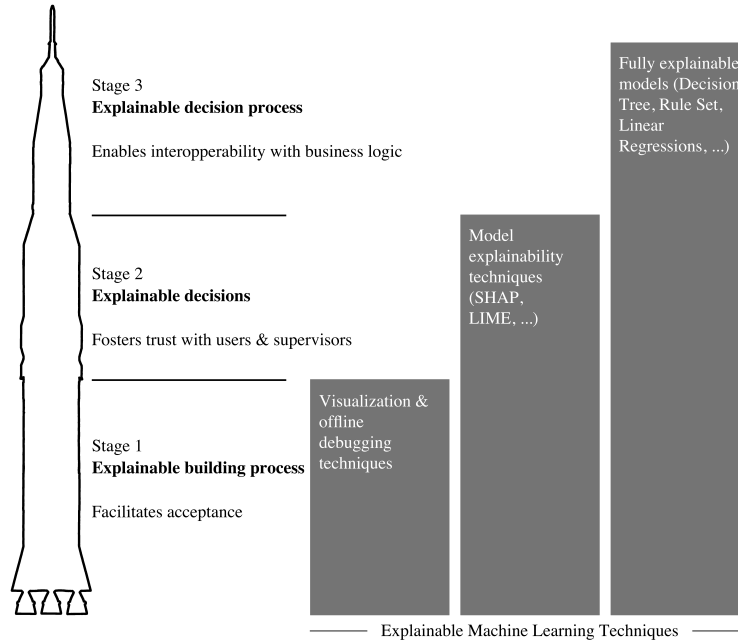 Stage 3
Explainable decision process
Enables interopperability with business logic
Stage 2
Explainable decisions
Fosters trust with users & supervisors
Stage 1
Explainable building process
Facilitates acceptance
Visualization &
offline
debugging
techniques
Model
explainability
techniques
(SHAP,
LIME, ...)
Fully explainable
models (Decision
Tree, Rule Set,
Linear
Regressions, ...)
Explainable Machine Learning Techniques